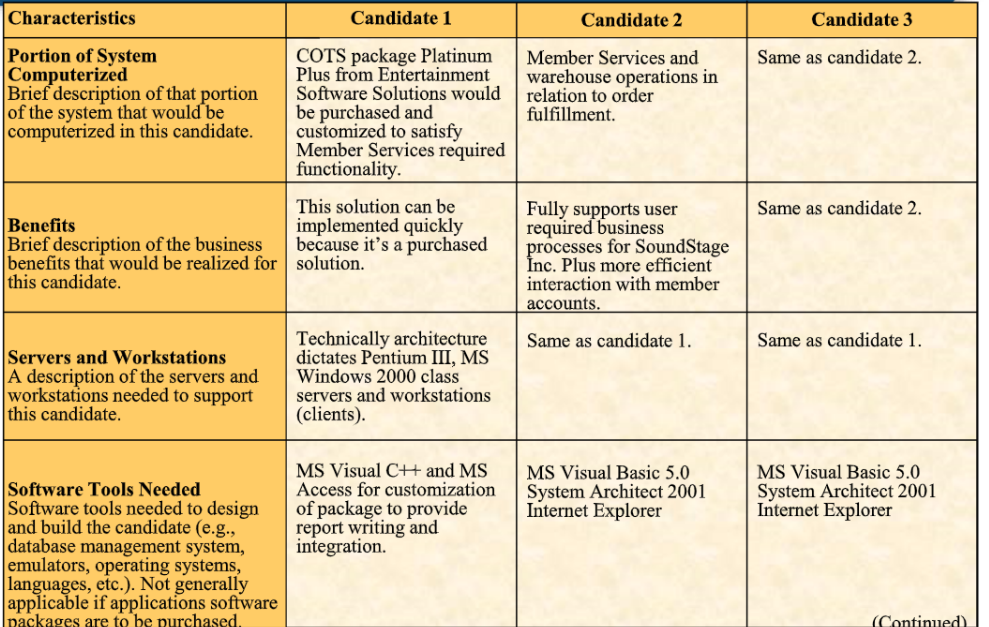 Characteristics
Candidate 1
Candidate 2
Candidate 3
Portion of System
Computerized
Brief description of that portion
of the system that would be
computerized in this candidate.
COTS package Platinum
Plus from Entertainment
Software Solutions would
be purchased and
customized to satisfy
Member Services required
functionality.
Member Services and
warehouse operations in
relation to order
fulfillment.
Same as candidate 2.
Benefits
Brief description of the business
benefits that would be realized for
this candidate.
This solution can be
implemented quickly
because it’s a purchased
solution.
Fully supports user
required business
processes for SoundStage
Inc. Plus more efficient
interaction with member
accounts.
Same as candidate 2.
Servers and Workstations
A description of the servers and
workstations needed to support
this candidate.
Technically architecture
dictates Pentium III, MS
Windows 2000 class
servers and workstations
(clients).
Same as candidate 1.
Same as candidate 1.
Software Tools Needed
Software tools needed to design
and build the candidate (e.g.,
database management system,
emulators, operating systems,
languages, etc.). Not generally
applicable if applications software
packages are to be purchased.
MS Visual C++ and MS
Access for customization
of package to provide
report writing and
integration.
MS Visual Basic 5.0
System Architect 2001
Internet Explorer
MS Visual Basic 5.0
System Architect 2001
Internet Explorer
(Continued)